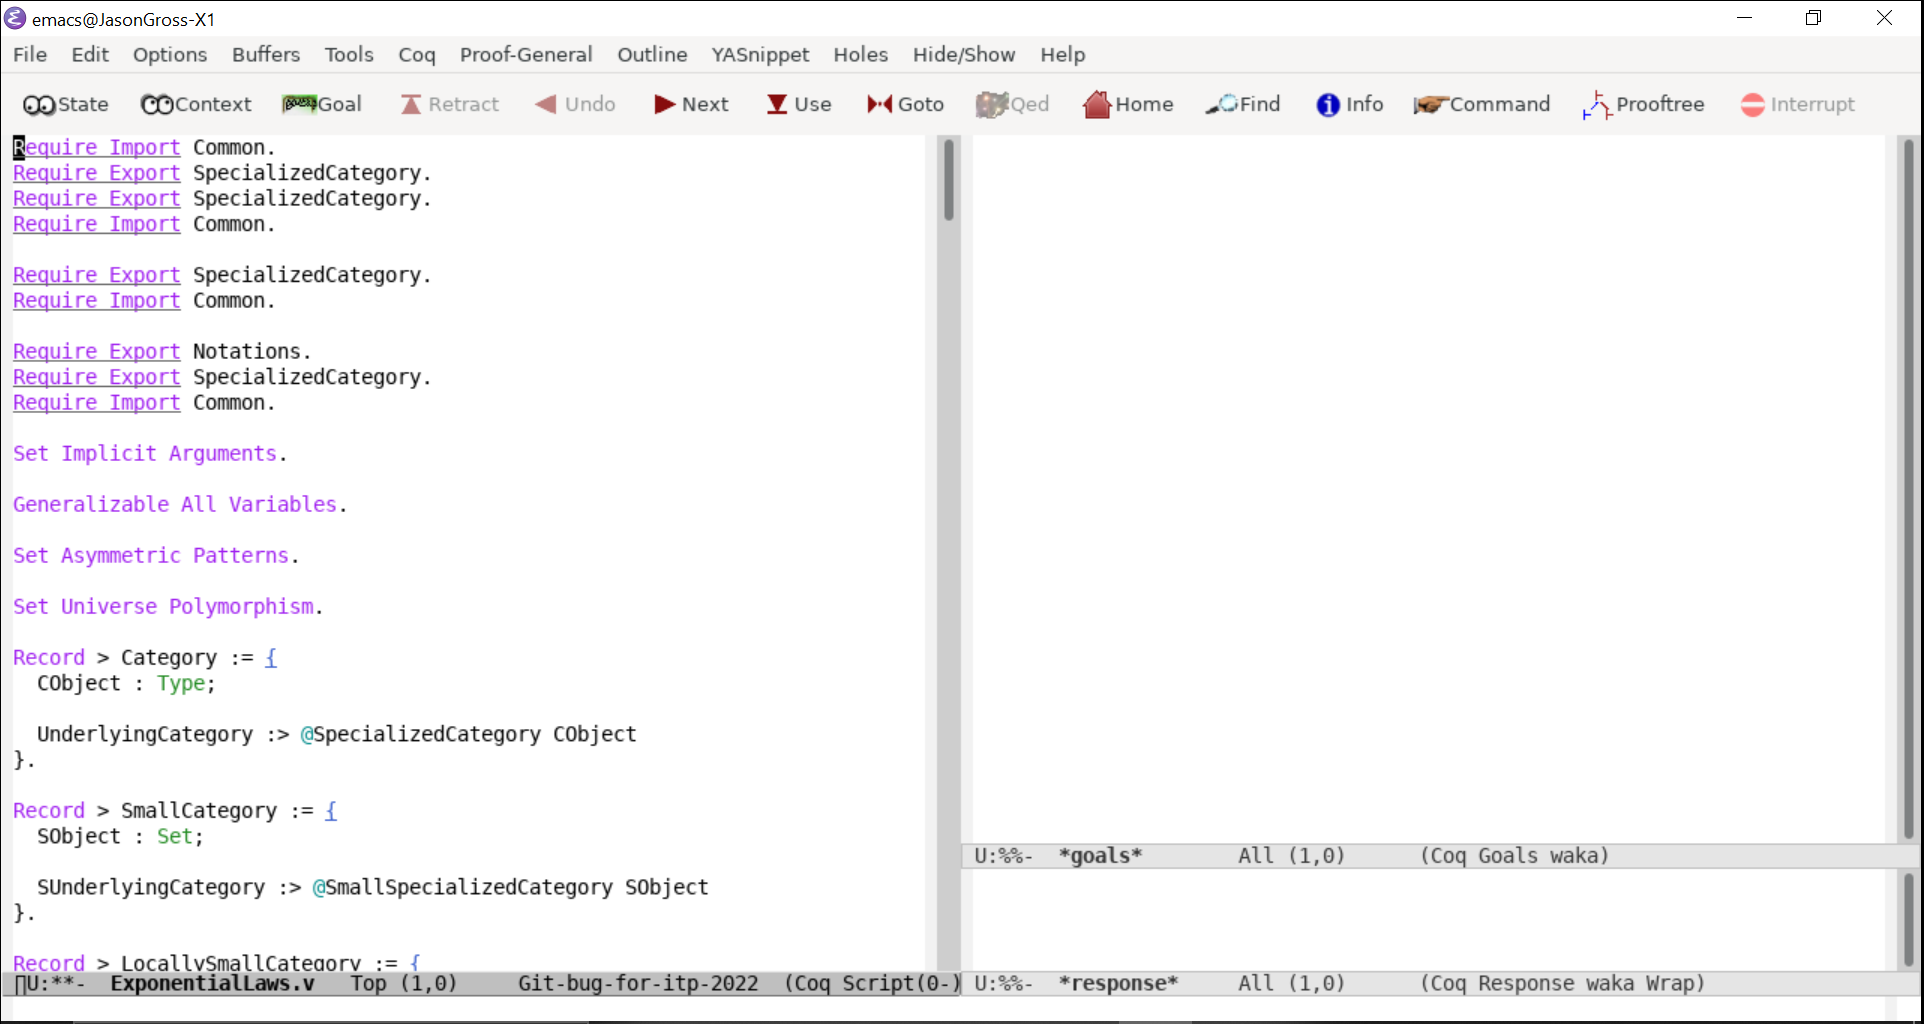 emacs@JasonGross-X1
File Edit Options Buffers Tools Coq Proof-General Outline YASnippet Holes Hide/Show Help
State Context Goal Retract Undo Next Use Goto Qed Home Find Info Command Prooftree Interrupt
Require Import Common.
Require Export SpecializedCategory.
Require Export SpecializedCategory.
Require Import Common.
Require Export SpecializedCategory.
Require Import Common.
Require Export Notations.
Require Export SpecializedCategory.
Require Import Common.
Set Implicit Arguments.
Generalizable All Variables.
Set Asymmetric Patterns.
Set Universe Polymorphism.
Record > Category := {
  CObject : Type;
  UnderlyingCategory :> @SpecializedCategory CObject
}.
Record > SmallCategory := {
  SObject : Set;
  SUnderlyingCategory :> @SmallSpecializedCategory SObject
}.
Record > LocallySmallCategory := {
U:**-  ExponentialLaws.v   Top (1,0)     Git-bug-for-itp-2022  (Coq Script(0-)
U:%%-  *goals*        All (1,0)      (Coq Goals waka)
U:%%-  *response*     All (1,0)      (Coq Response waka Wrap)